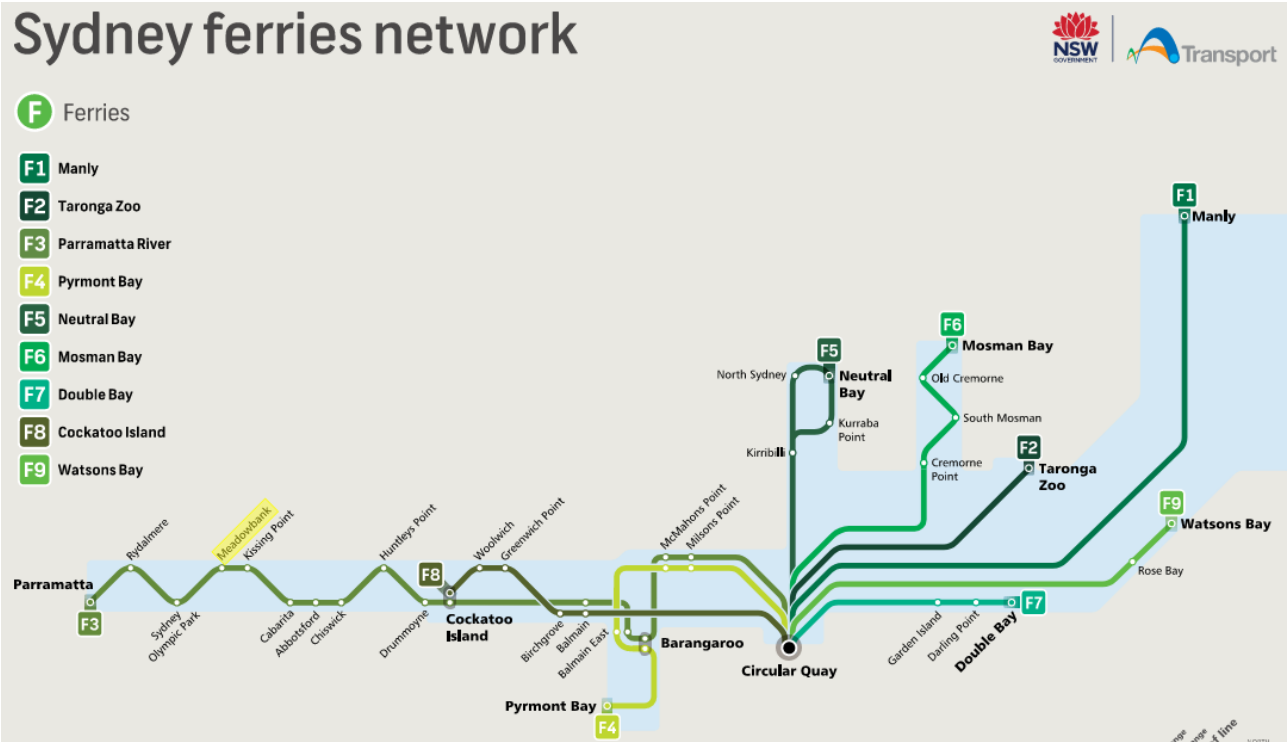 Sydney ferries network
NSW
GOVERNMENT
Transport
F Ferries
F1 Manly
F2 Taronga Zoo
F3 Parramatta River
F4 Pyrmont Bay
F5 Neutral Bay
F6 Mosman Bay
F7 Double Bay
F8 Cockatoo Island
F9 Watsons Bay
F1
Manly
F6
Mosman Bay
Old Cremorne
South Mosman
Cremorne
Point
F5
North Sydney
Neutral
Bay
Kurraba
Point
Kirribilli
F2
Taronga
Zoo
F9
Watsons Bay
Rose Bay
Parramatta
F3
Rydalmere
Sydney
Olympic Park
Meadowbank
Kissing Point
Cabarita
Abbotsford
Chiswick
Huntleys Point
Drummoyne
F8
Cockatoo
Island
Woolwich
Greenwich Point
Birchgrove
Balmain
Balmain East
McMahons Point
Milsons Point
Barangaroo
Pyrmont Bay
F4
Circular Quay
Garden Island
Darling Point
Double Bay
F7
of line